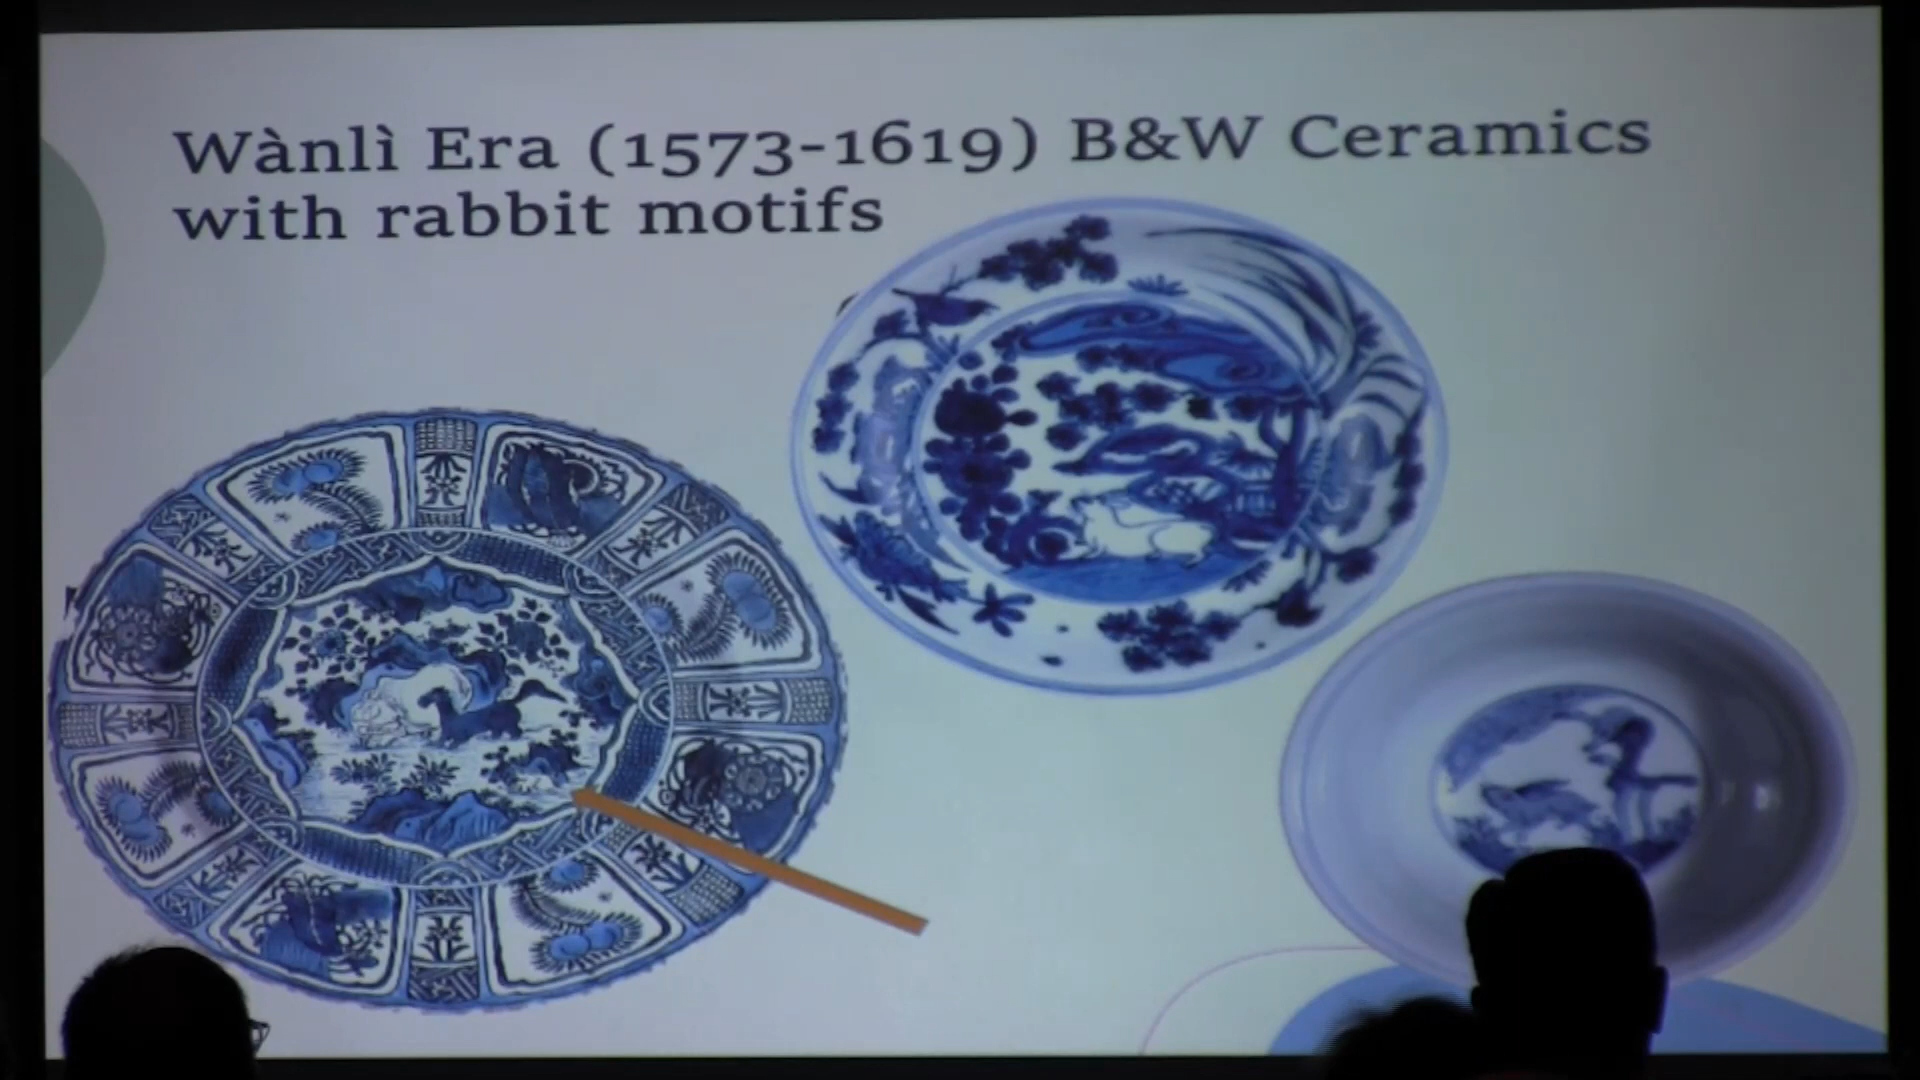 Wànlì Era (1573-1619) B&W Ceramics
with rabbit motifs